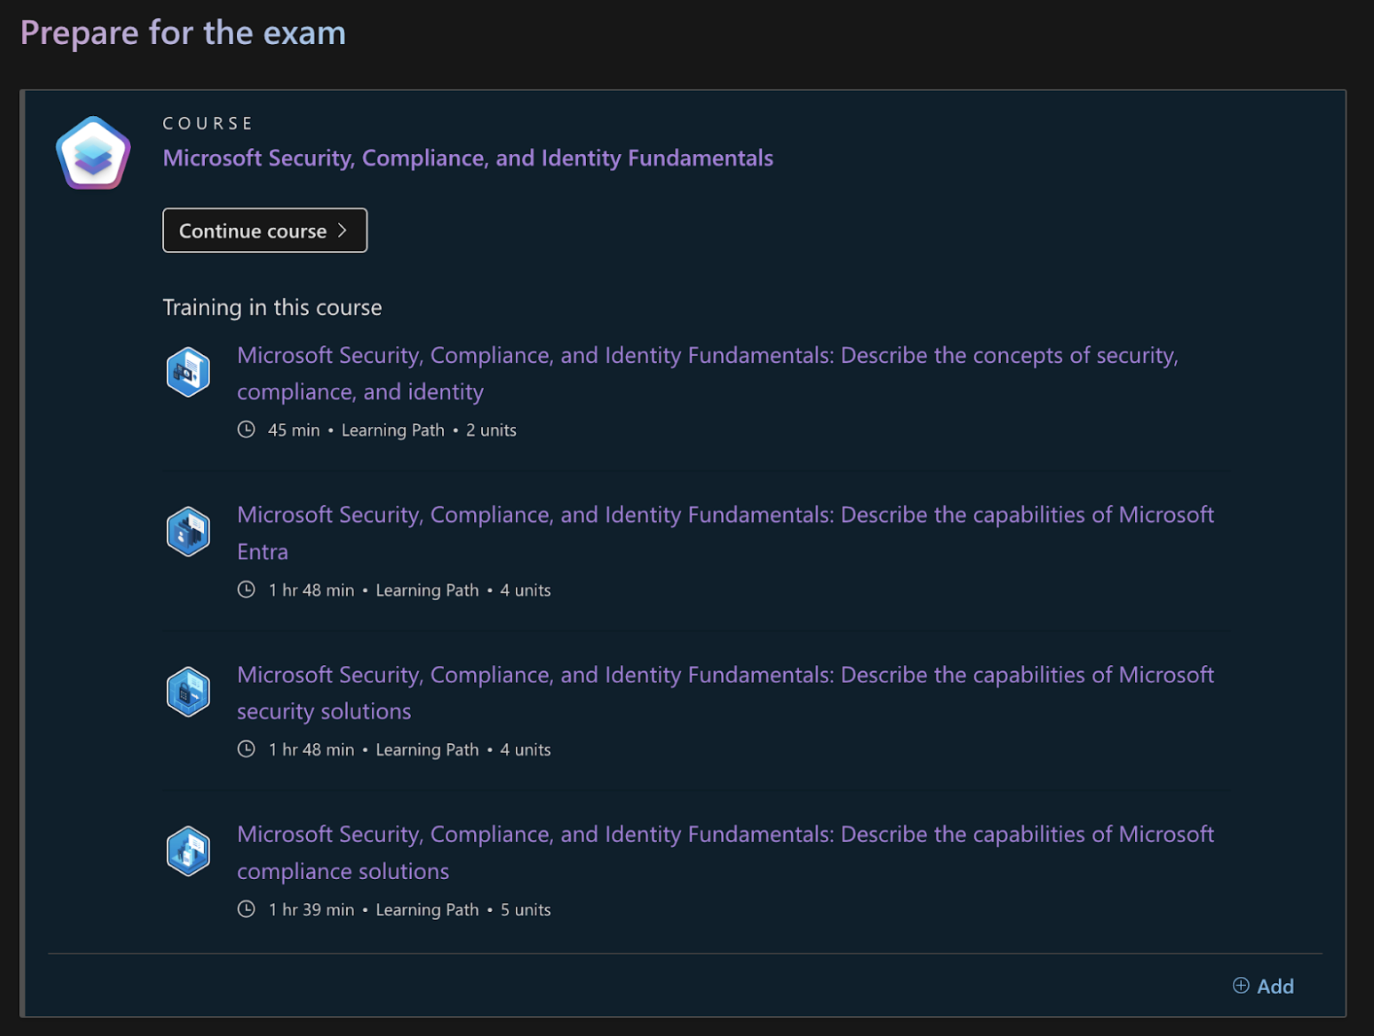 Prepare for the exam
COURSE
Microsoft Security, Compliance, and Identity Fundamentals
Continue course
Training in this course
Microsoft Security, Compliance, and Identity Fundamentals: Describe the concepts of security,
compliance, and identity
45 min • Learning Path • 2 units
Microsoft Security, Compliance, and Identity Fundamentals: Describe the capabilities of Microsoft
Entra
1 hr 48 min • Learning Path • 4 units
Microsoft Security, Compliance, and Identity Fundamentals: Describe the capabilities of Microsoft
security solutions
1 hr 48 min • Learning Path • 4 units
Microsoft Security, Compliance, and Identity Fundamentals: Describe the capabilities of Microsoft
compliance solutions
1 hr 39 min • Learning Path • 5 units
Add